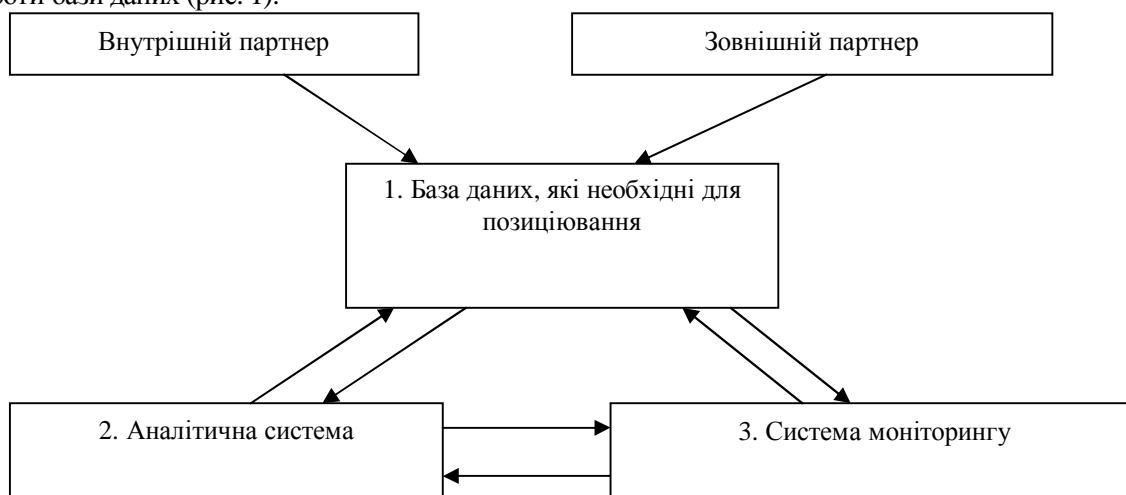 бази даних (рис. 1).
Внутрішній партнер
Зовнішній партнер
1. База даних, які необхідні для
позиціювання
2. Аналітична система
3. Система моніторингу